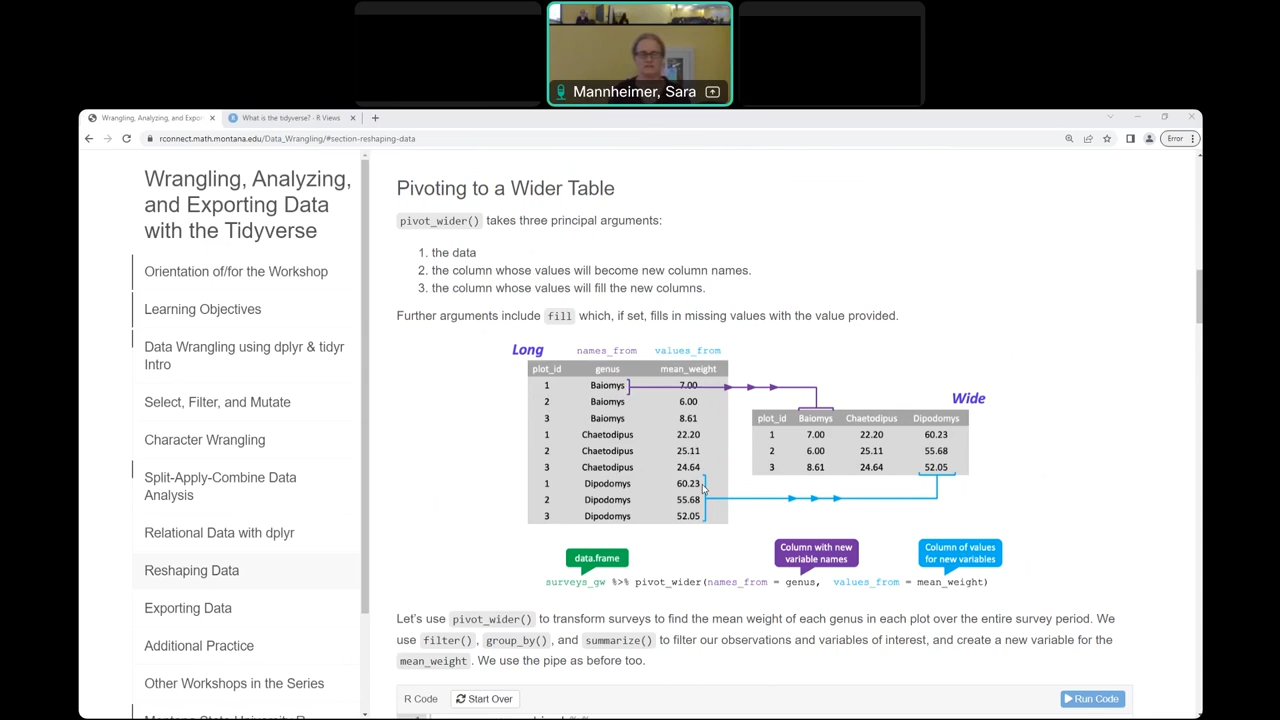 Mannheimer, Sara
Wrangling, Analyzing, and Expor
What is the tidyverse? - R Views
rconnect.math.montana.edu/Data_Wrangling/#section-reshaping-data
Error
Wrangling, Analyzing,
and Exporting Data
with the Tidyverse
Orientation of/for the Workshop
Learning Objectives
Data Wrangling using dplyr & tidyr
Intro
Select, Filter, and Mutate
Character Wrangling
Split-Apply-Combine Data
Analysis
Relational Data with dplyr
Reshaping Data
Exporting Data
Additional Practice
Other Workshops in the Series
Montana State University R
Pivoting to a Wider Table
pivot_wider() takes three principal arguments:
1. the data
2. the column whose values will become new column names.
3. the column whose values will fill the new columns.
Further arguments include fill which, if set, fills in missing values with the value provided.
Long names_from values_from
plot_id genus mean_weight
1 Baiomys 7.00
2 Baiomys 6.00
3 Baiomys 8.61
1 Chaetodipus 22.20
2 Chaetodipus 25.11
3 Chaetodipus 24.64
1 Dipodomys 60.23
2 Dipodomys 55.68
3 Dipodomys 52.05
Wide
plot_id Baiomys Chaetodipus Dipodomys
1 7.00 22.20 60.23
2 6.00 25.11 55.68
3 8.61 24.64 52.05
data.frame
Column with new
variable names
Column of values
for new variables
surveys_gw %>% pivot_wider(names_from = genus, values_from = mean_weight)
Let's use pivot_wider() to transform surveys to find the mean weight of each genus in each plot over the entire survey period. We
use filter(), group_by(), and summarize() to filter our observations and variables of interest, and create a new variable for the
mean_weight. We use the pipe as before too.
R Code Start Over Run Code